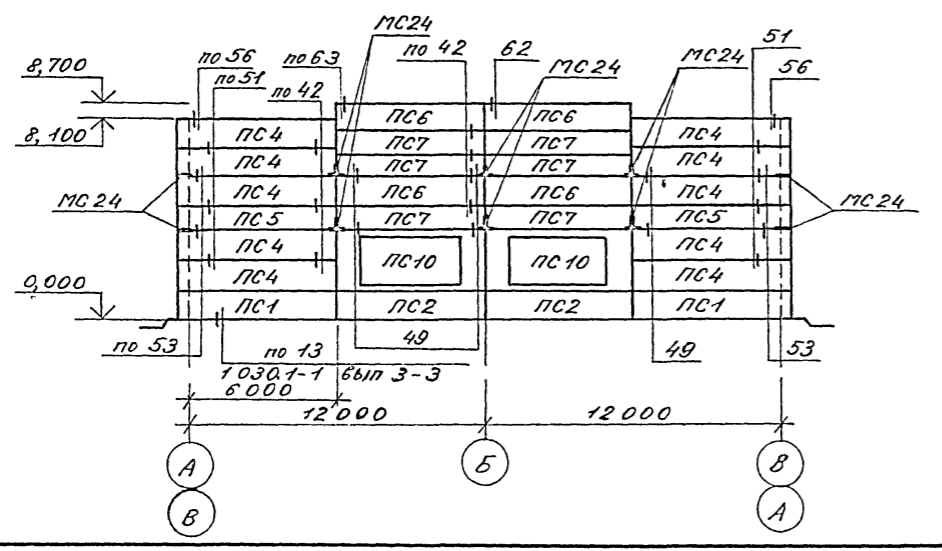 МС24
51
по 56
по 63
по 42
62
МС24
МС24
56
8,700
по 51
по 42
8,100
ПС6 ПС6
ПС4 ПС7 ПС7 ПС4
ПС4 ПС7 ПС7 ПС4
ПС4 ПС6 ПС6 ПС4
МС24 МС24
ПС5 ПС7 ПС7 ПС5
ПС4 ПС10 ПС10 ПС4
ПС4 ПС4
0,000
ПС1 ПС2 ПС2 ПС1
по 53
49
49
53
по 13
1 030.1-1 вып 3-3
6 000
12 000 12 000
А Б В
В А